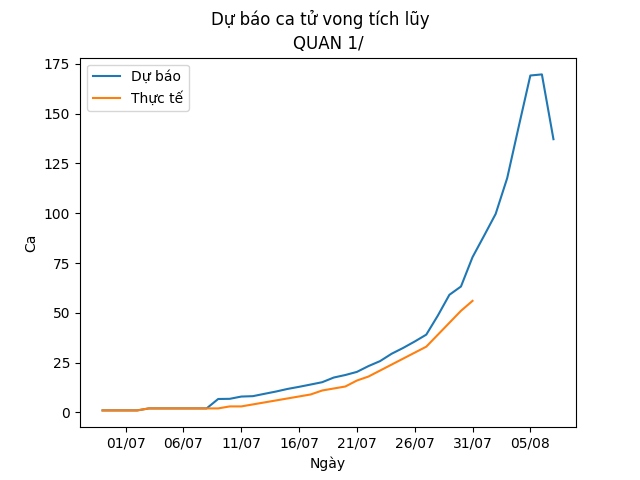 Dự báo ca tử vong tích lũy
QUAN 1/
Dự báo
Thực tế
175
150
125
100
75
50
25
0
Ca
01/07 06/07 11/07 16/07 21/07 26/07 31/07 05/08
Ngày